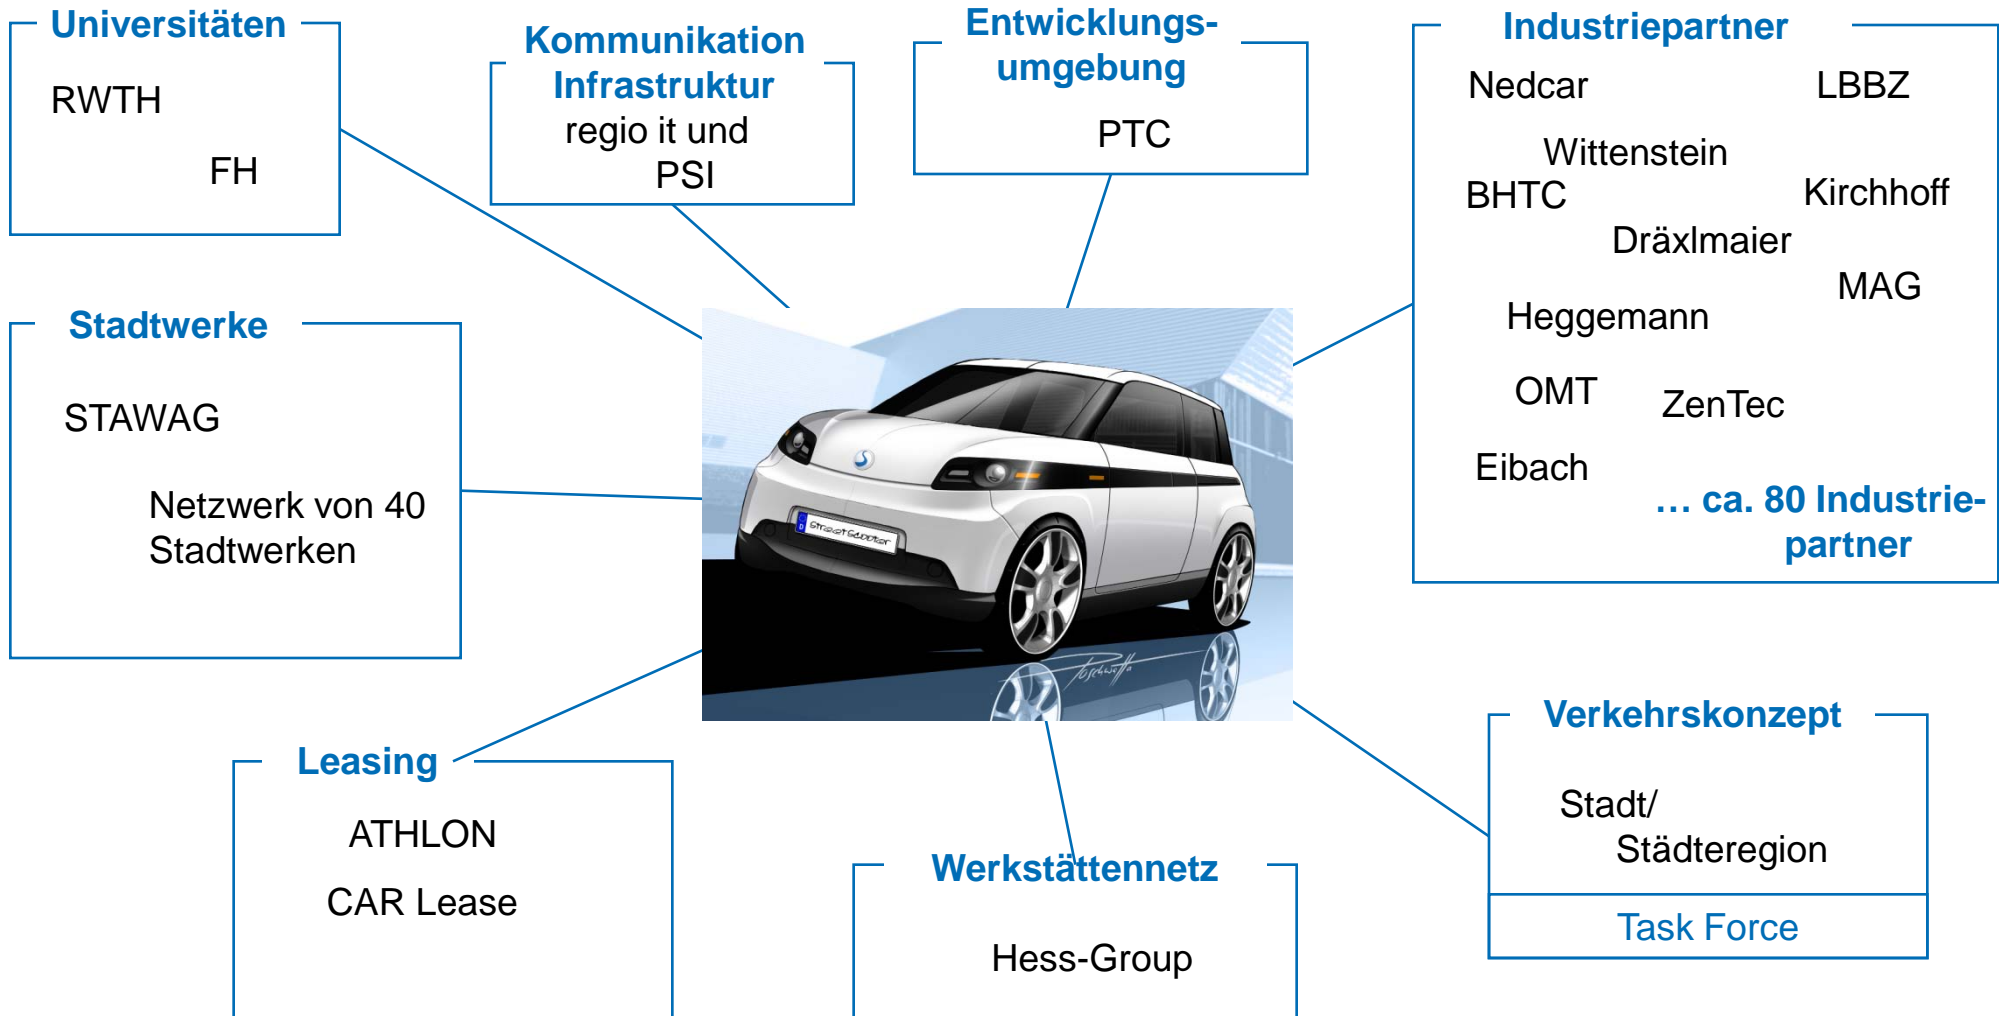 Universitäten
RWTH
FH
Kommunikation
Infrastruktur
regio it und
PSI
Entwicklungs-
umgebung
PTC
Industriepartner
Nedcar
LBBZ
Wittenstein
BHTC
Kirchhoff
Dräxlmaier
MAG
Heggemann
OMT
ZenTec
Eibach
… ca. 80 Industrie-
partner
Stadtwerke
STAWAG
Netzwerk von 40
Stadtwerken
D
StreetScooter
Leasing
ATHLON
CAR Lease
Werkstättennetz
Hess-Group
Verkehrskonzept
Stadt/
Städteregion
Task Force